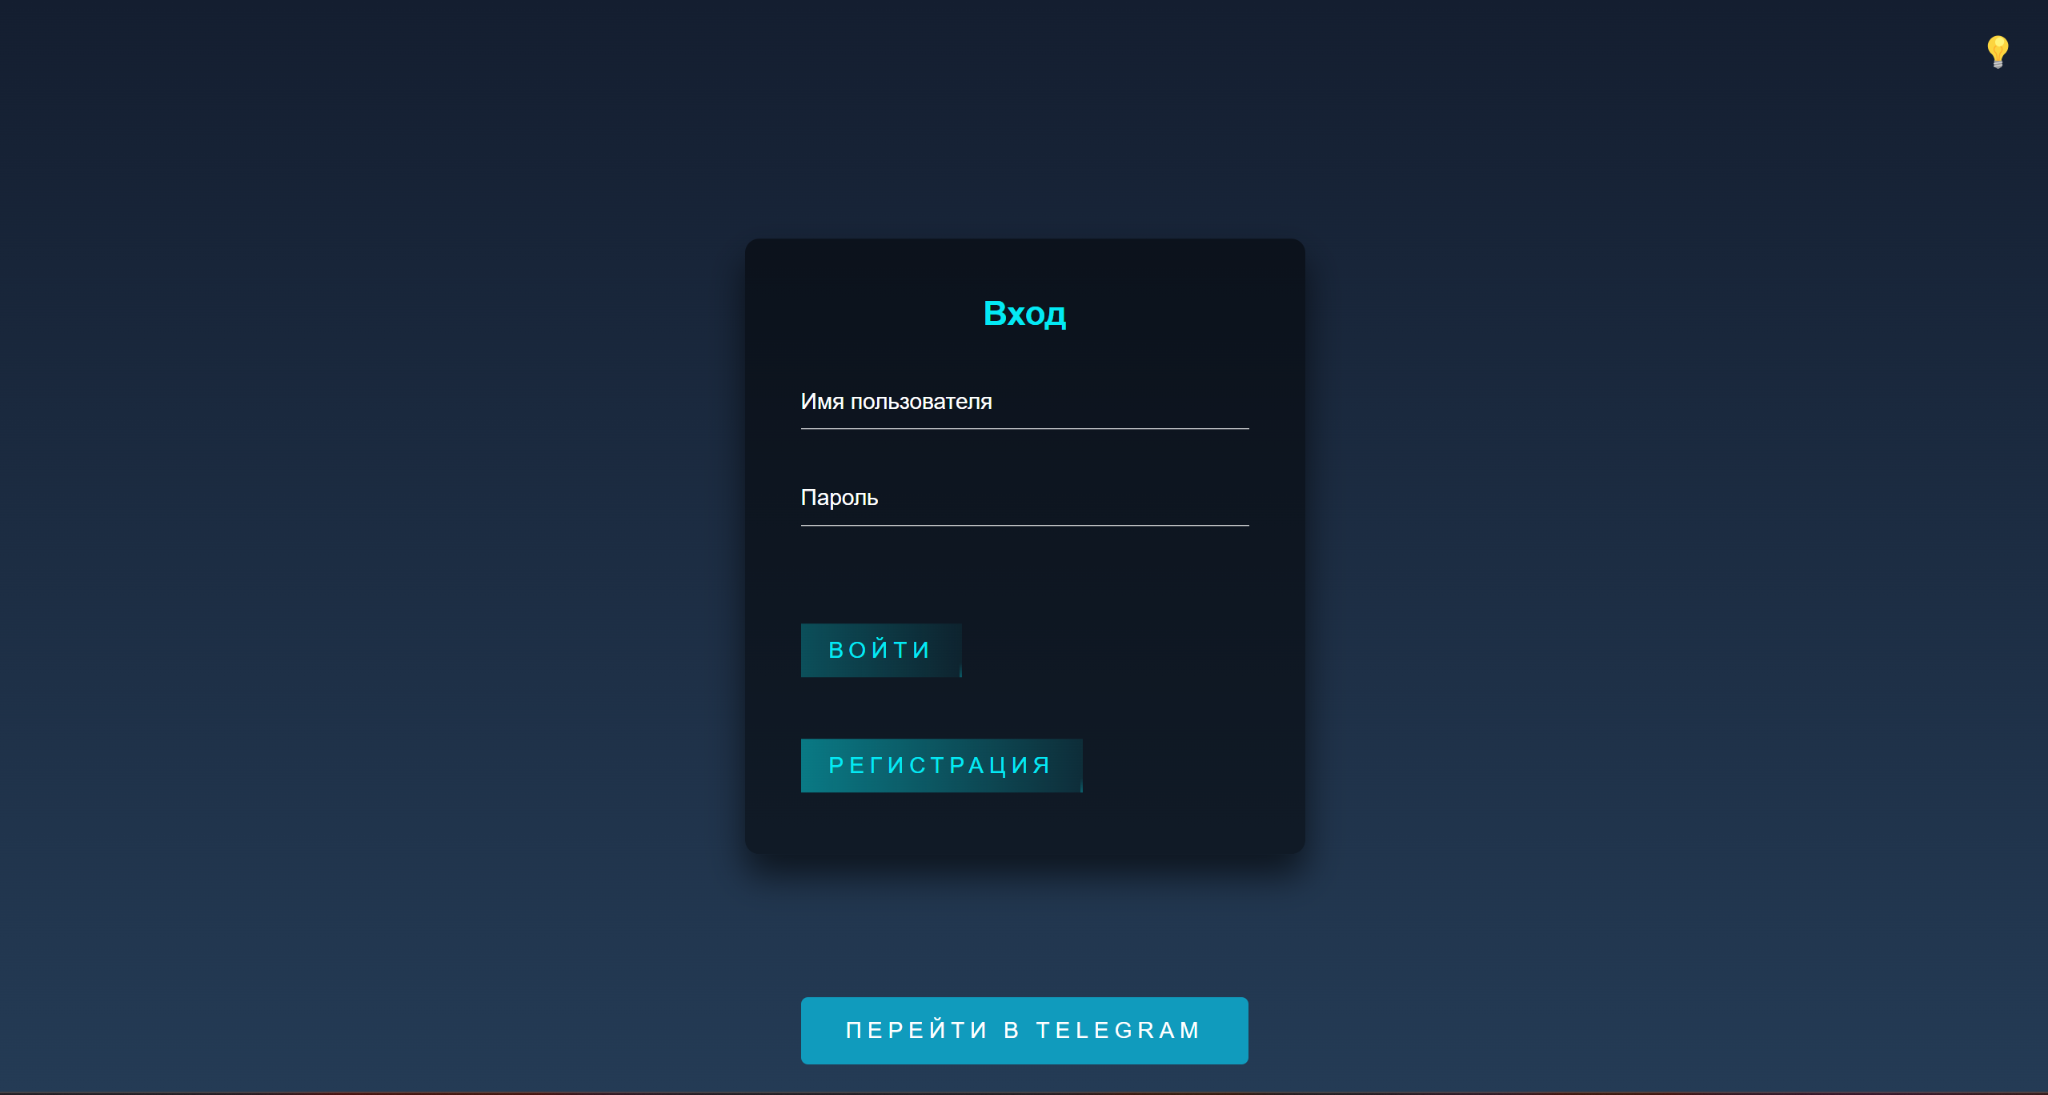 Вход
Имя пользователя
Пароль
ВОЙТИ
РЕГИСТРАЦИЯ
ПЕРЕЙТИ В TELEGRAM